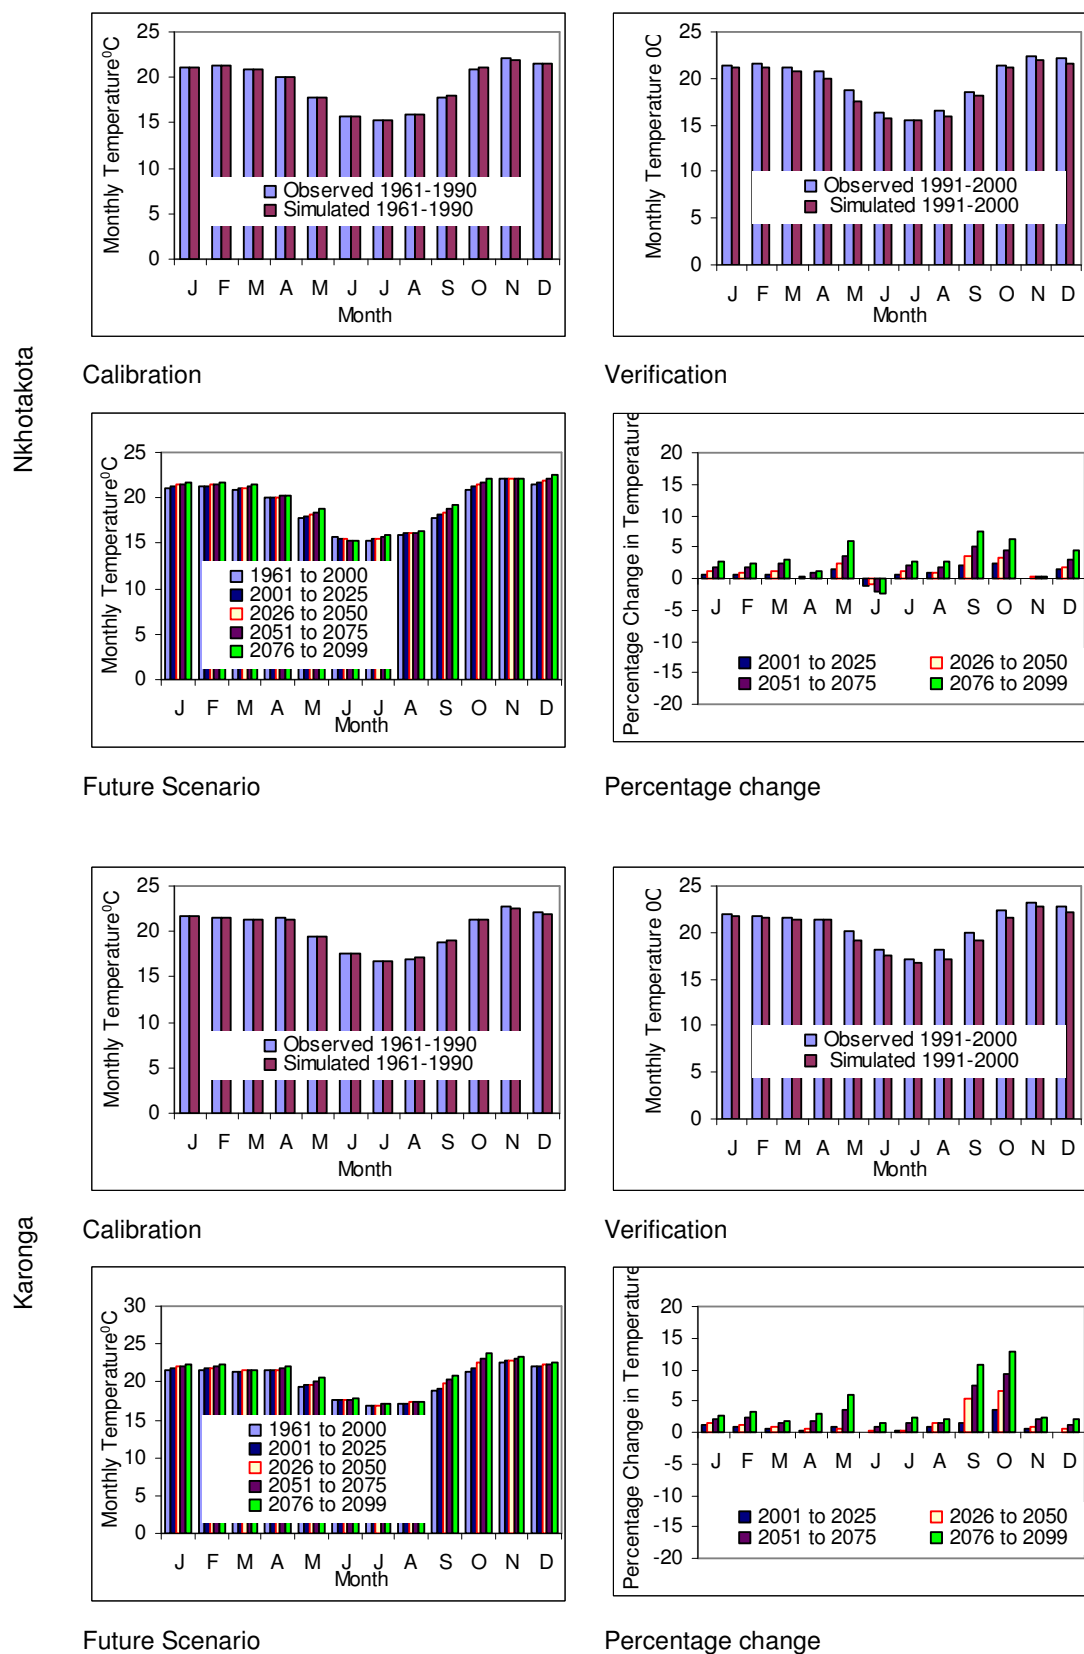 Nkhotakota
Monthly Temperature⁰C
25
20
15
10
5
0
Observed 1961-1990
Simulated 1961-1990
J F M A M J J A S O N D
Month
Calibration
Monthly Temperature 0C
25
20
15
10
5
0
Observed 1991-2000
Simulated 1991-2000
J F M A M J J A S O N D
Month
Verification
Monthly Temperature⁰C
25
20
15
10
5
0
1961 to 2000
2001 to 2025
2026 to 2050
2051 to 2075
2076 to 2099
J F M A M J J A S O N D
Month
Future Scenario
Percentage Change in Temperature
20
15
10
5
0
-5
-10
-15
-20
J F M A M J J A S O N D
2001 to 2025
2026 to 2050
2051 to 2075
2076 to 2099
Percentage change
Karonga
Monthly Temperature⁰C
25
20
15
10
5
0
Observed 1961-1990
Simulated 1961-1990
J F M A M J J A S O N D
Month
Calibration
Monthly Temperature 0C
25
20
15
10
5
0
Observed 1991-2000
Simulated 1991-2000
J F M A M J J A S O N D
Month
Verification
Monthly Temperature⁰C
30
25
20
15
10
5
0
1961 to 2000
2001 to 2025
2026 to 2050
2051 to 2075
2076 to 2099
J F M A M J J A S O N D
Month
Future Scenario
Percentage Change in Temperature
20
15
10
5
0
-5
-10
-15
-20
J F M A M J J A S O N D
2001 to 2025
2026 to 2050
2051 to 2075
2076 to 2099
Percentage change